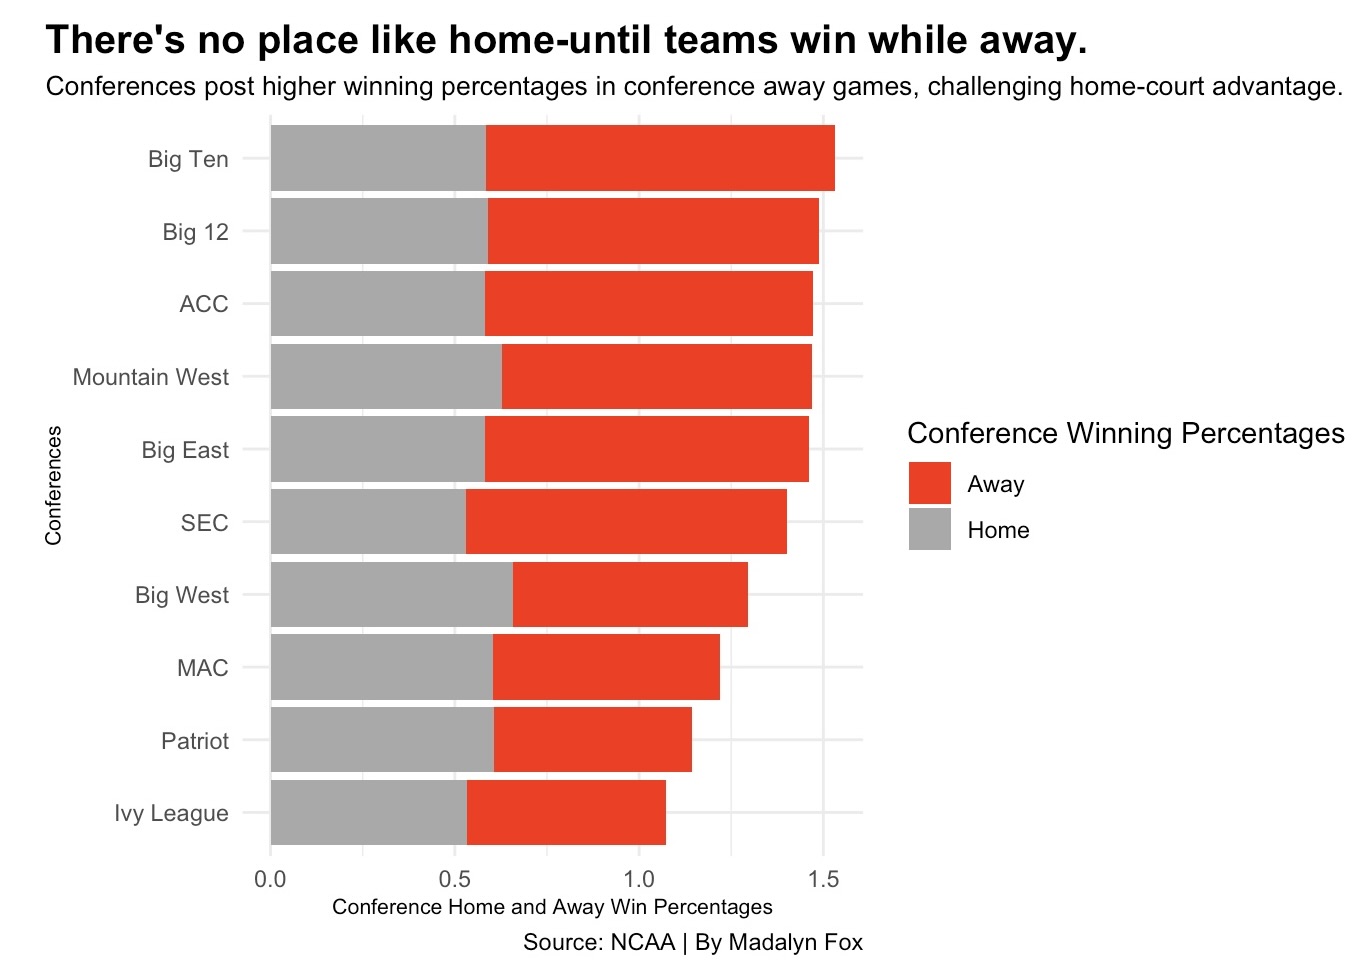 There's no place like home-until teams win while away.
Conferences post higher winning percentages in conference away games, challenging home-court advantage.
Big Ten
Big 12
ACC
Mountain West
Big East
SEC
Big West
MAC
Patriot
Ivy League
Conferences
0.0 0.5 1.0 1.5
Conference Home and Away Win Percentages
Conference Winning Percentages
Away
Home
Source: NCAA | By Madalyn Fox